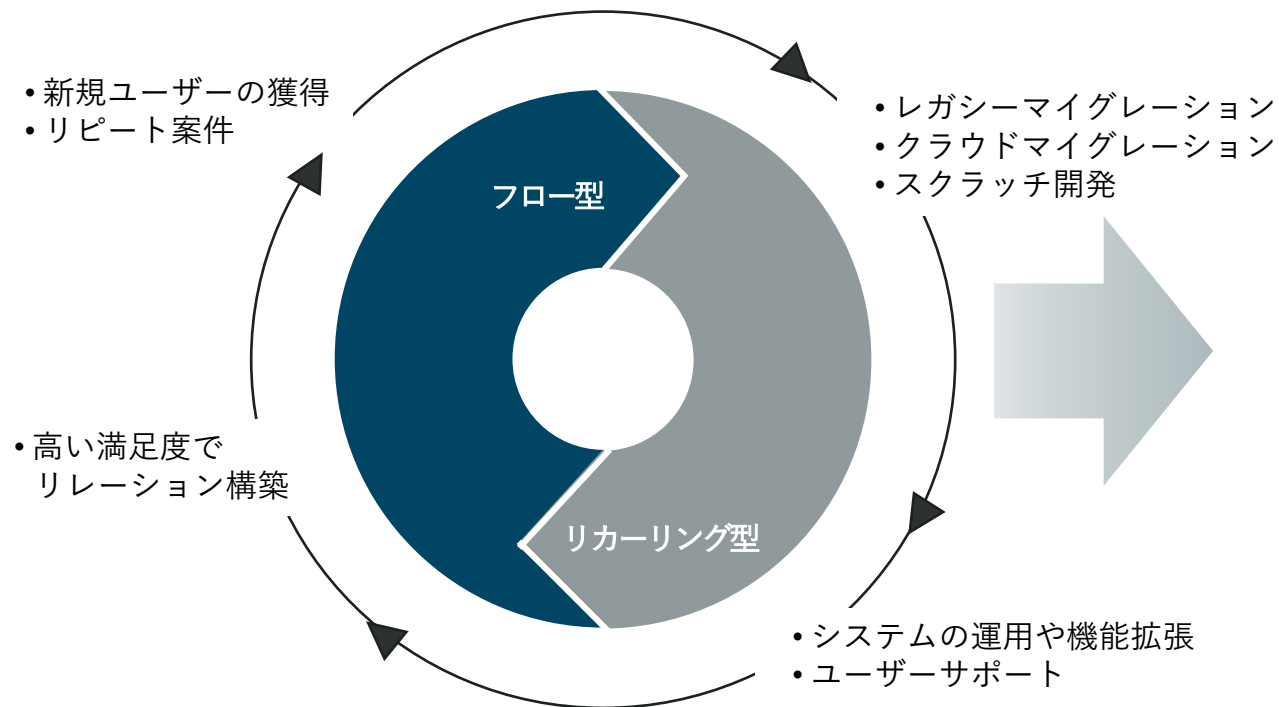 • 新規ユーザーの獲得
• リピート案件
• レガシーマイグレーション
• クラウドマイグレーション
• スクラッチ開発
フロー型
• 高い満足度で
リレーション構築
リカーリング型
• システムの運用や機能拡張
• ユーザーサポート